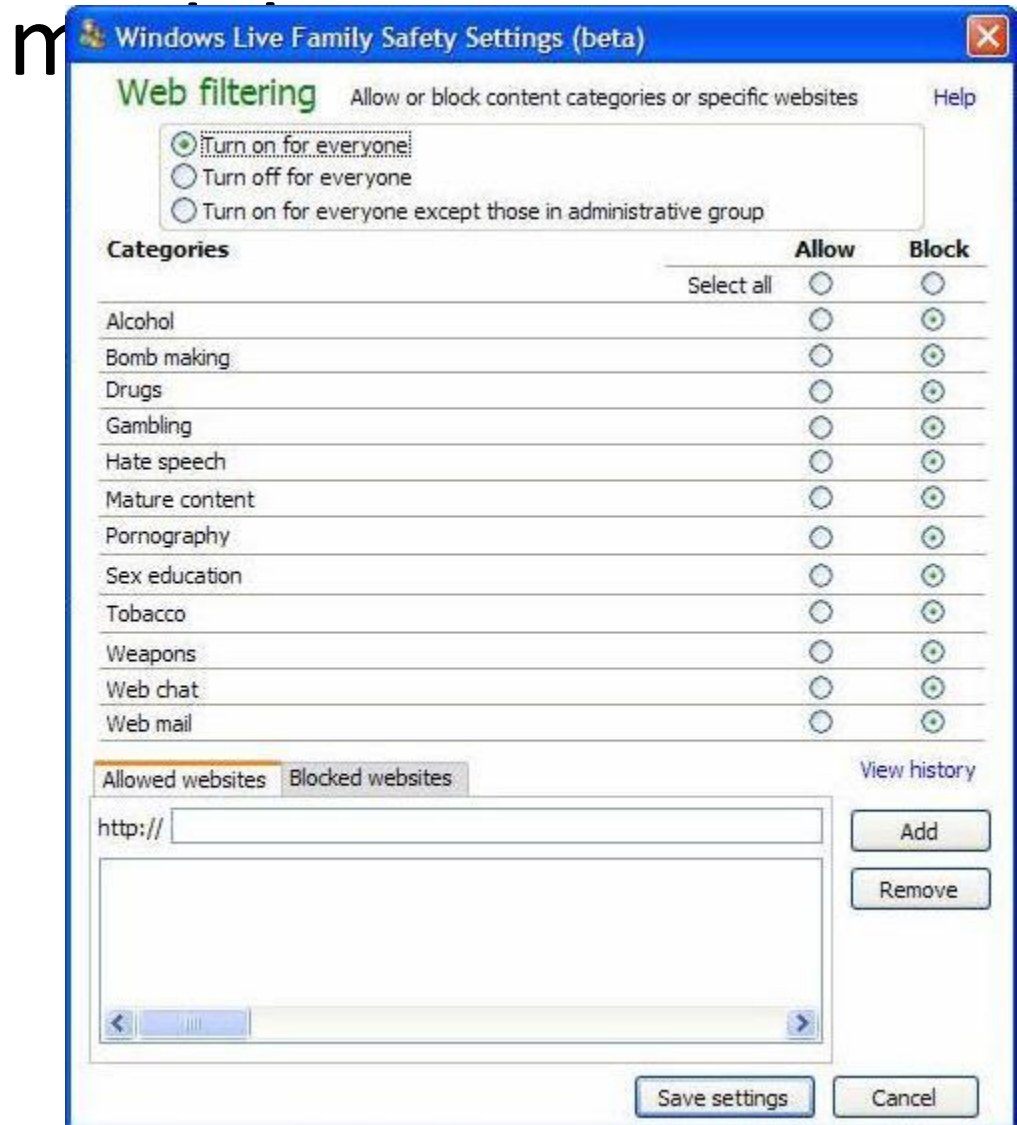 Windows Live Family Safety Settings (beta)
Web filtering Allow or block content categories or specific websites Help
Turn on for everyone
Turn off for everyone
Turn on for everyone except those in administrative group
Categories Allow Block
Select all
Alcohol
Bomb making
Drugs
Gambling
Hate speech
Mature content
Pornography
Sex education
Tobacco
Weapons
Web chat
Web mail
Allowed websites Blocked websites View history
http:// Add
Remove
Save settings Cancel